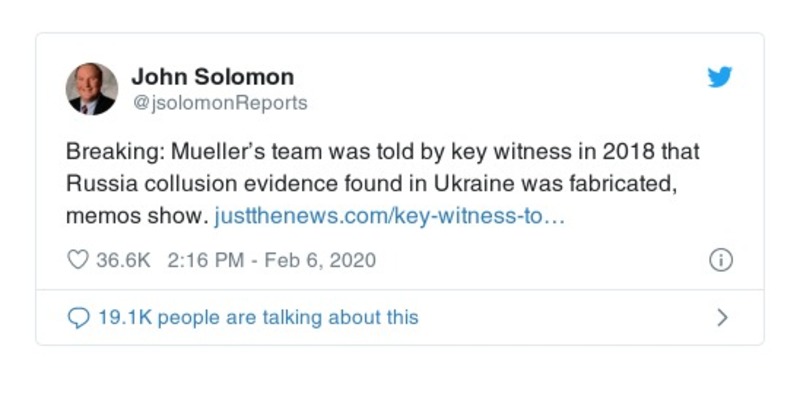 John Solomon
@jsolomonReports
Breaking: Mueller’s team was told by key witness in 2018 that
Russia collusion evidence found in Ukraine was fabricated,
memos show. justthenews.com/key-witness-to…
36.6K 2:16 PM - Feb 6, 2020
19.1K people are talking about this